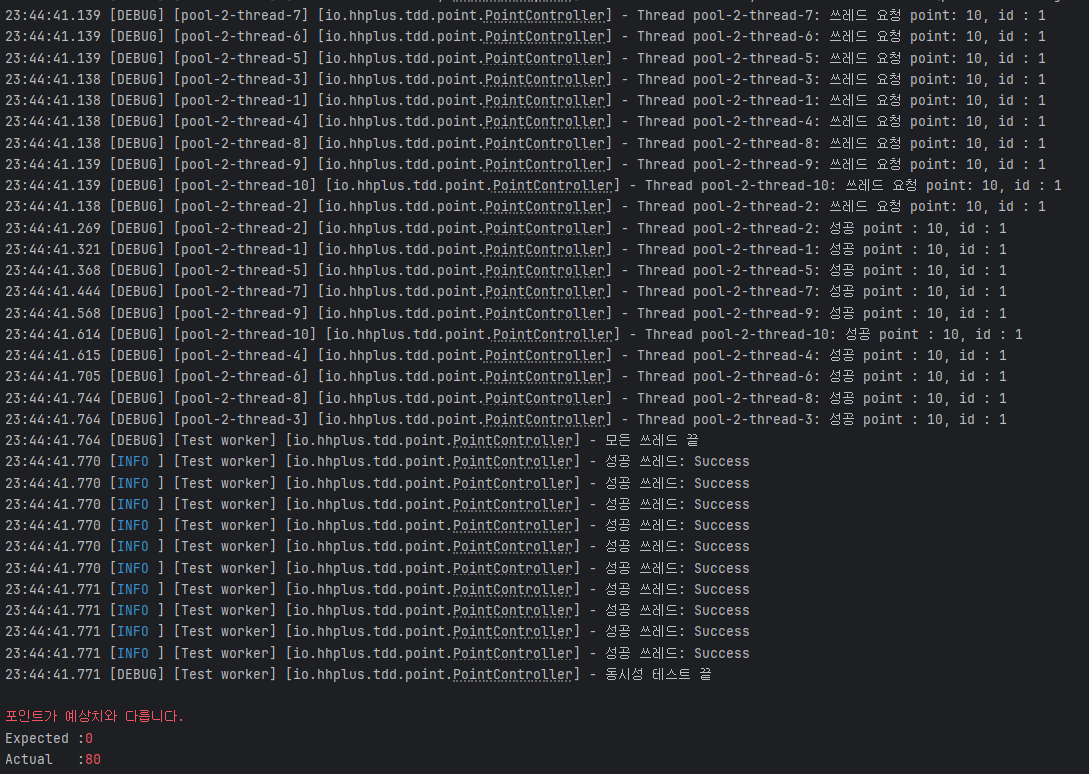 23:44:41.139 [DEBUG] [pool-2-thread-7] [io.hhplus.tdd.point.PointController] - Thread pool-2-thread-7: 쓰레드 요청 point: 10, id : 1
23:44:41.139 [DEBUG] [pool-2-thread-6] [io.hhplus.tdd.point.PointController] - Thread pool-2-thread-6: 쓰레드 요청 point: 10, id : 1
23:44:41.139 [DEBUG] [pool-2-thread-5] [io.hhplus.tdd.point.PointController] - Thread pool-2-thread-5: 쓰레드 요청 point: 10, id : 1
23:44:41.138 [DEBUG] [pool-2-thread-3] [io.hhplus.tdd.point.PointController] - Thread pool-2-thread-3: 쓰레드 요청 point: 10, id : 1
23:44:41.138 [DEBUG] [pool-2-thread-1] [io.hhplus.tdd.point.PointController] - Thread pool-2-thread-1: 쓰레드 요청 point: 10, id : 1
23:44:41.138 [DEBUG] [pool-2-thread-4] [io.hhplus.tdd.point.PointController] - Thread pool-2-thread-4: 쓰레드 요청 point: 10, id : 1
23:44:41.138 [DEBUG] [pool-2-thread-8] [io.hhplus.tdd.point.PointController] - Thread pool-2-thread-8: 쓰레드 요청 point: 10, id : 1
23:44:41.139 [DEBUG] [pool-2-thread-9] [io.hhplus.tdd.point.PointController] - Thread pool-2-thread-9: 쓰레드 요청 point: 10, id : 1
23:44:41.139 [DEBUG] [pool-2-thread-10] [io.hhplus.tdd.point.PointController] - Thread pool-2-thread-10: 쓰레드 요청 point: 10, id : 1
23:44:41.138 [DEBUG] [pool-2-thread-2] [io.hhplus.tdd.point.PointController] - Thread pool-2-thread-2: 쓰레드 요청 point: 10, id : 1
23:44:41.269 [DEBUG] [pool-2-thread-2] [io.hhplus.tdd.point.PointController] - Thread pool-2-thread-2: 성공 point : 10, id : 1
23:44:41.321 [DEBUG] [pool-2-thread-1] [io.hhplus.tdd.point.PointController] - Thread pool-2-thread-1: 성공 point : 10, id : 1
23:44:41.368 [DEBUG] [pool-2-thread-5] [io.hhplus.tdd.point.PointController] - Thread pool-2-thread-5: 성공 point : 10, id : 1
23:44:41.444 [DEBUG] [pool-2-thread-7] [io.hhplus.tdd.point.PointController] - Thread pool-2-thread-7: 성공 point : 10, id : 1
23:44:41.568 [DEBUG] [pool-2-thread-9] [io.hhplus.tdd.point.PointController] - Thread pool-2-thread-9: 성공 point : 10, id : 1
23:44:41.614 [DEBUG] [pool-2-thread-10] [io.hhplus.tdd.point.PointController] - Thread pool-2-thread-10: 성공 point : 10, id : 1
23:44:41.615 [DEBUG] [pool-2-thread-4] [io.hhplus.tdd.point.PointController] - Thread pool-2-thread-4: 성공 point : 10, id : 1
23:44:41.705 [DEBUG] [pool-2-thread-6] [io.hhplus.tdd.point.PointController] - Thread pool-2-thread-6: 성공 point : 10, id : 1
23:44:41.744 [DEBUG] [pool-2-thread-8] [io.hhplus.tdd.point.PointController] - Thread pool-2-thread-8: 성공 point : 10, id : 1
23:44:41.764 [DEBUG] [pool-2-thread-3] [io.hhplus.tdd.point.PointController] - Thread pool-2-thread-3: 성공 point : 10, id : 1
23:44:41.764 [DEBUG] [Test worker] [io.hhplus.tdd.point.PointController] - 모든 쓰레드 끝
23:44:41.770 [INFO ] [Test worker] [io.hhplus.tdd.point.PointController] - 성공 쓰레드: Success
23:44:41.770 [INFO ] [Test worker] [io.hhplus.tdd.point.PointController] - 성공 쓰레드: Success
23:44:41.770 [INFO ] [Test worker] [io.hhplus.tdd.point.PointController] - 성공 쓰레드: Success
23:44:41.770 [INFO ] [Test worker] [io.hhplus.tdd.point.PointController] - 성공 쓰레드: Success
23:44:41.770 [INFO ] [Test worker] [io.hhplus.tdd.point.PointController] - 성공 쓰레드: Success
23:44:41.770 [INFO ] [Test worker] [io.hhplus.tdd.point.PointController] - 성공 쓰레드: Success
23:44:41.771 [INFO ] [Test worker] [io.hhplus.tdd.point.PointController] - 성공 쓰레드: Success
23:44:41.771 [INFO ] [Test worker] [io.hhplus.tdd.point.PointController] - 성공 쓰레드: Success
23:44:41.771 [INFO ] [Test worker] [io.hhplus.tdd.point.PointController] - 성공 쓰레드: Success
23:44:41.771 [INFO ] [Test worker] [io.hhplus.tdd.point.PointController] - 성공 쓰레드: Success
23:44:41.771 [DEBUG] [Test worker] [io.hhplus.tdd.point.PointController] - 동시성 테스트 끝
포인트가 예상치와 다릅니다.
Expected :0
Actual   :80